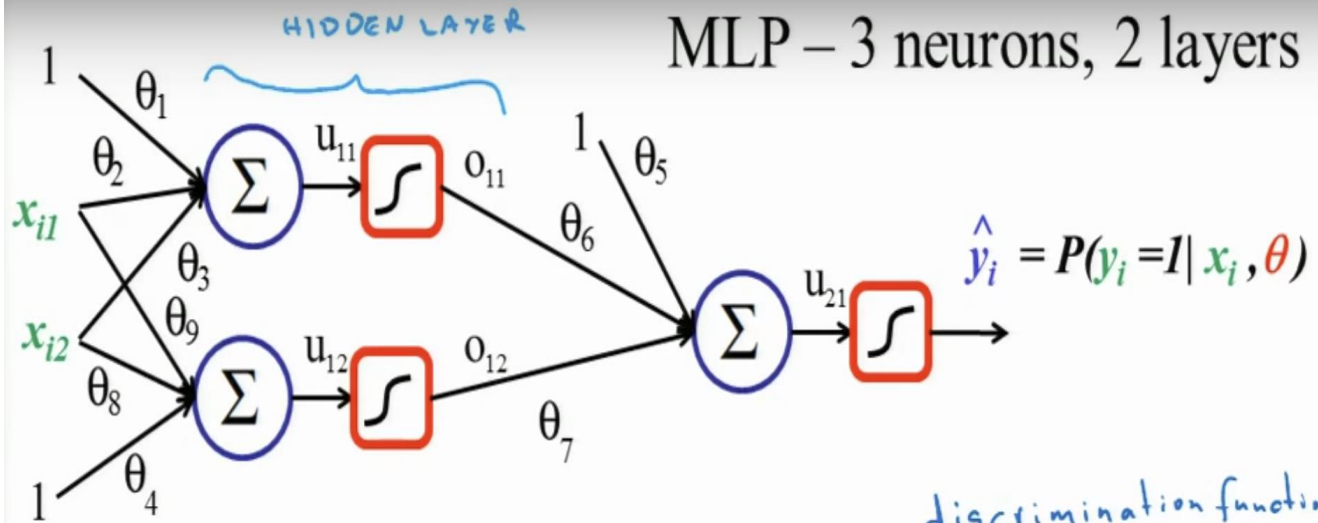 HIDDEN LAYER
MLP – 3 neurons, 2 layers
1
θ1
θ2
xi1
θ3
Σ
u11
o11
1
θ5
θ6
xi2
θ9
θ8
1
θ4
Σ
u12
o12
θ7
Σ
u21
ŷi = P(yi =1| xi ,θ)
discrimination